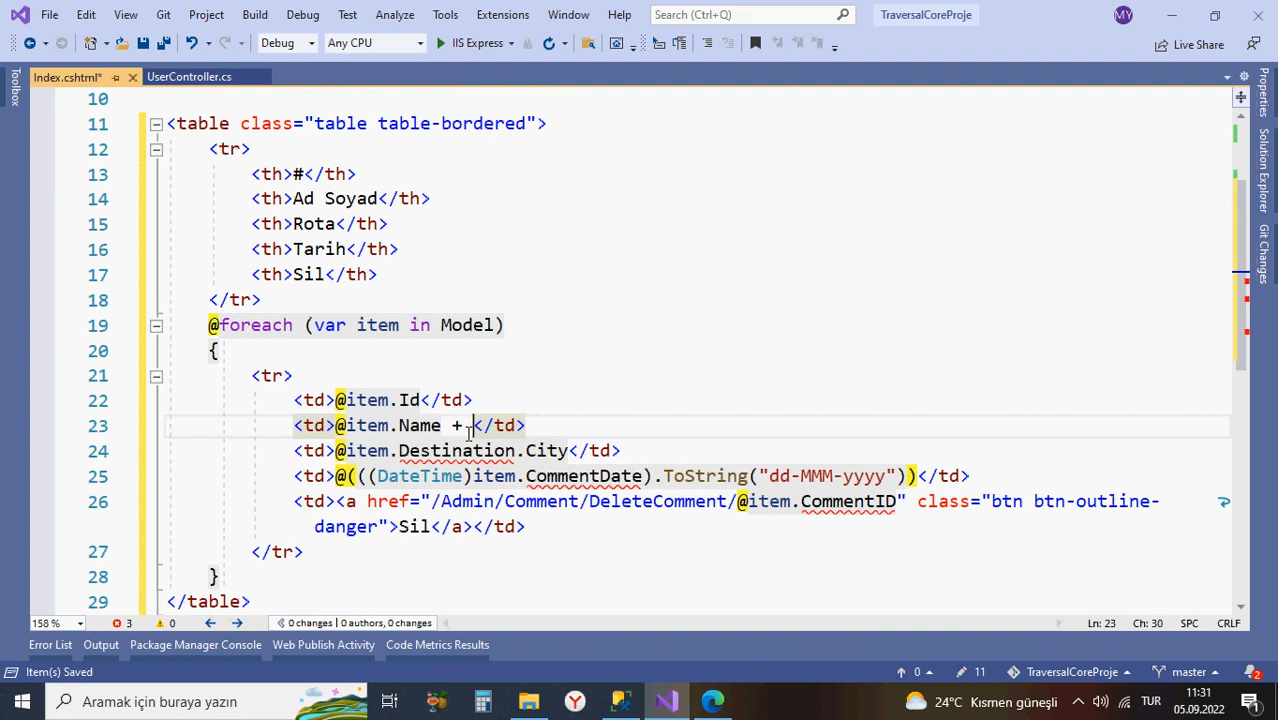 File Edit View Git Project Build Debug Test Analyze Tools Extensions Window Help Search (Ctrl+Q) TraversalCoreProje MY
Debug Any CPU IIS Express Live Share
Index.cshtml* UserController.cs
Toolbox
Properties
Solution Explorer
Git Changes
10
11 <table class="table table-bordered">
12 <tr>
13 <th>#</th>
14 <th>Ad Soyad</th>
15 <th>Rota</th>
16 <th>Tarih</th>
17 <th>Sil</th>
18 </tr>
19 @foreach (var item in Model)
20 {
21 <tr>
22 <td>@item.Id</td>
23 <td>@item.Name + </td>
24 <td>@item.Destination.City</td>
25 <td>@(((DateTime)item.CommentDate).ToString("dd-MMM-yyyy"))</td>
26 <td><a href="/Admin/Comment/DeleteComment/@item.CommentID" class="btn btn-outline-
danger">Sil</a></td>
27 </tr>
28 }
29 </table>
158 % 3 0 0 changes | 0 authors, 0 changes Ln: 23 Ch: 30 SPC CRLF
Error List Output Package Manager Console Web Publish Activity Code Metrics Results
Item(s) Saved 0 11 TraversalCoreProje master 2
Aramak için buraya yazın 24°C Kısmen güneşli TUR 11:31
05.09.2022 1